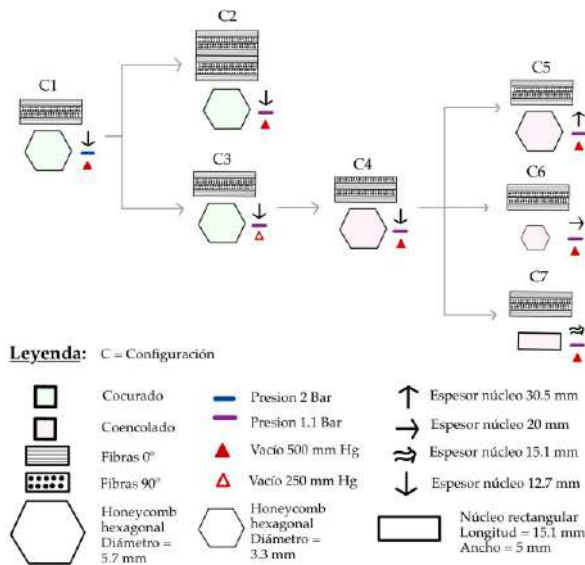 C2
C1
C5
C3
C4
C6
C7
Leyenda: C = Configuración
Cocurado
Coencolado
Fibras 0º
Fibras 90º
Honeycomb
hexagonal
Diámetro =
5.7 mm
Presion 2 Bar
Presion 1.1 Bar
Vacío 500 mm Hg
Vacío 250 mm Hg
Honeycomb
hexagonal
Diámetro =
3.3 mm
Espesor núcleo 30.5 mm
Espesor núcleo 20 mm
Espesor núcleo 15.1 mm
Espesor núcleo 12.7 mm
Núcleo rectangular
Longitud = 15.1 mm
Ancho = 5 mm